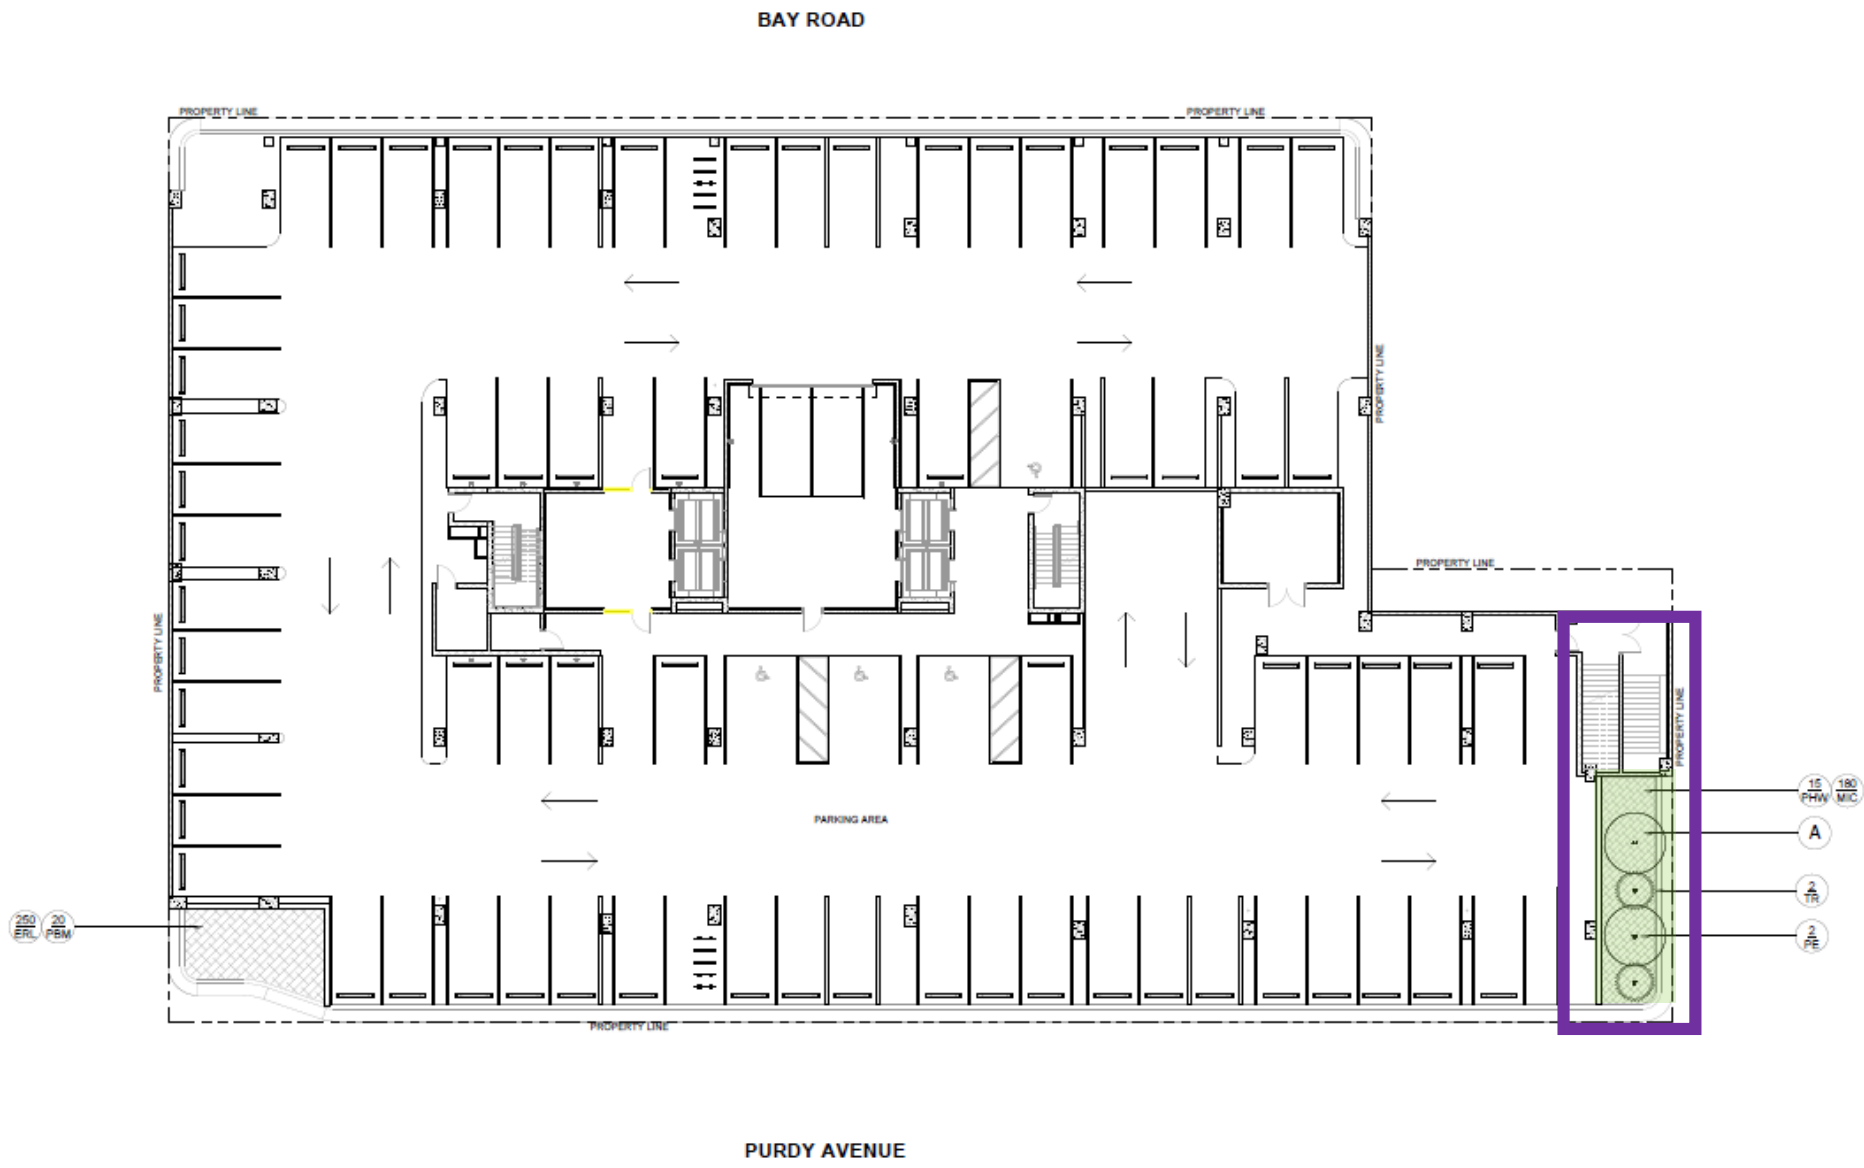 BAY ROAD
PROPERTY LINE
PROPERTY LINE
PROPERTY LINE
PROPERTY LINE
PROPERTY LINE
PROPERTY LINE
15 PHW
180 MIC
PARKING AREA
A
2 TR
250 ERL
20 PBM
2 PE
PROPERTY LINE
PURDY AVENUE